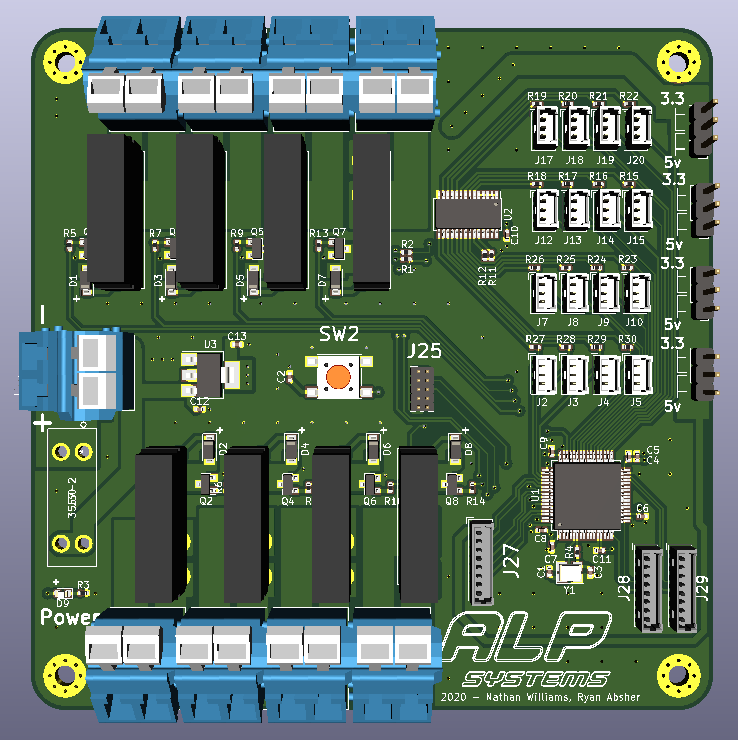 R19 R20 R21 R22
3.3
J17 J18 J19 J20
5v
R18 R17 R16 R15
3.3
U2
C10
J12 J13 J14 J15
5v
R5 R7 R9 Q5 R13 Q7
R2
R1
R12
R11
D1 D3 D5 D7
+ + + +
R26 R25 R24 R23
3.3
J7 J8 J9 J10
5v
−
U3 C13
SW2
J25
C2
C12
R27 R28 R29 R30
3.3
J2 J3 J4 J5
5v
+
+ + + +
D2 D4 D6 D8
Q2 Q4 Q6 Q8 R14
3557-2
C9
C5
C4
U1
C6
C8
C7
R4
C11
C1
Y1
C3
J27
J28
J29
+
D9
R3
Power
ALP
SYSTEMS
2020 – Nathan Williams, Ryan Absher